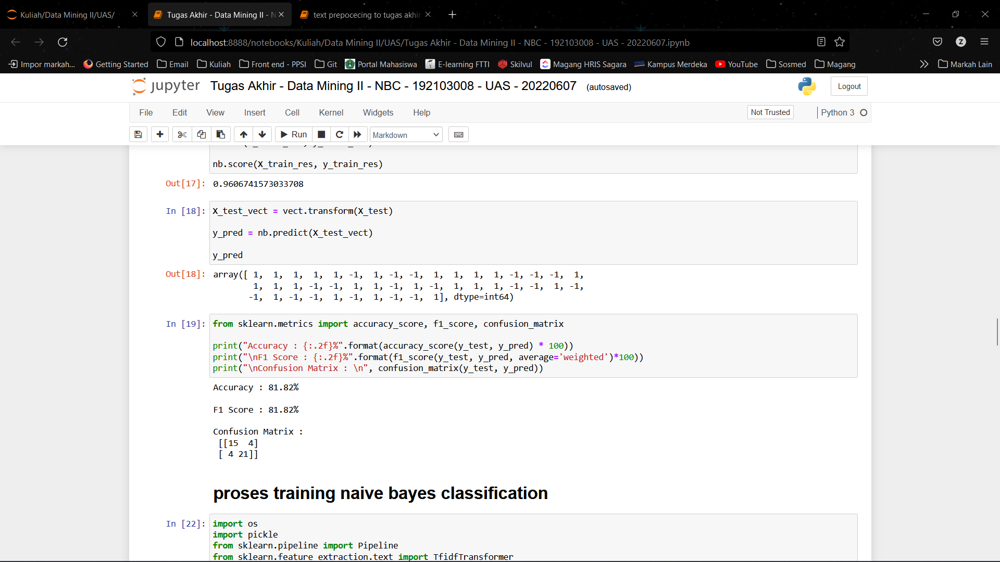 Kuliah/Data Mining II/UAS/
Tugas Akhir - Data Mining II - N
text prepocecing to tugas akhir
localhost:8888/notebooks/Kuliah/Data Mining II/UAS/Tugas Akhir - Data Mining II - NBC - 192103008 - UAS - 20220607.ipynb
Z
Impor markah... Getting Started Email Kuliah Front end - PPSI Git Portal Mahasiswa E-learning FTTI Skilvul Magang HRIS Sagara Kampus Merdeka YouTube Sosmed Magang Markah Lain
jupyter Tugas Akhir - Data Mining II - NBC - 192103008 - UAS - 20220607 (autosaved) Logout
File Edit View Insert Cell Kernel Widgets Help Not Trusted Python 3
Run Markdown
nb.score(X_train_res, y_train_res)
Out[17]: 0.9606741573033708
In [18]: X_test_vect = vect.transform(X_test)
y_pred = nb.predict(X_test_vect)
y_pred
Out[18]: array([ 1,  1,  1,  1,  1, -1,  1, -1, -1,  1,  1,  1,  1, -1, -1, -1,  1,
1,  1,  1, -1, -1,  1,  1, -1,  1, -1,  1,  1,  1, -1, -1,  1, -1,
-1,  1, -1, -1,  1, -1,  1, -1, -1,  1], dtype=int64)
In [19]: from sklearn.metrics import accuracy_score, f1_score, confusion_matrix
print("Accuracy : {:.2f}%".format(accuracy_score(y_test, y_pred) * 100))
print("\nF1 Score : {:.2f}%".format(f1_score(y_test, y_pred, average='weighted')*100))
print("\nConfusion Matrix : \n", confusion_matrix(y_test, y_pred))
Accuracy : 81.82%
F1 Score : 81.82%
Confusion Matrix :
[[15  4]
[ 4 21]]
proses training naive bayes classification
In [22]: import os
import pickle
from sklearn.pipeline import Pipeline
from sklearn.feature_extraction.text import TfidfTransformer